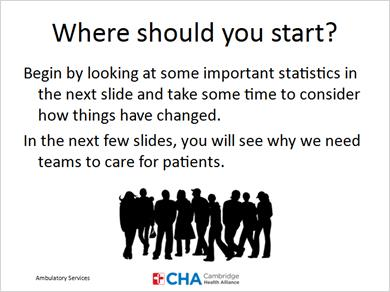 Where should you start?
Begin by looking at some important statistics in
the next slide and take some time to consider
how things have changed.
In the next few slides, you will see why we need
teams to care for patients.
Ambulatory Services
CHA Cambridge
Health Alliance